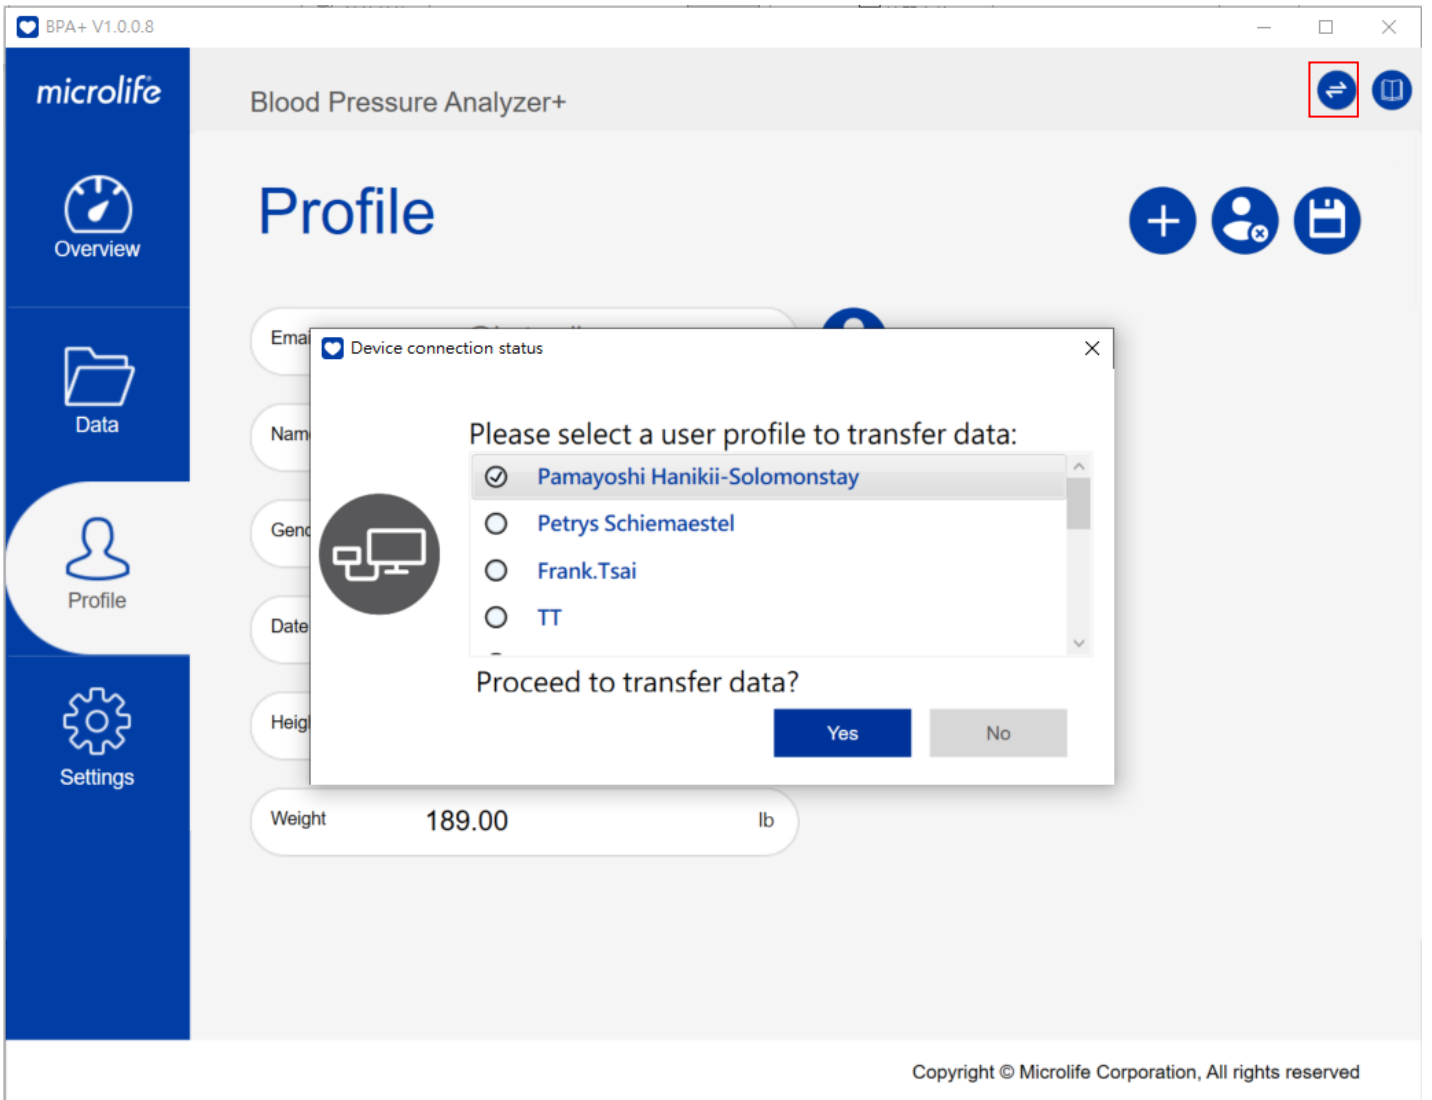 BPA+ V1.0.0.8
microlife®
Blood Pressure Analyzer+
Overview
Data
Profile
Settings
Profile
Device connection status
Please select a user profile to transfer data:
Pamayoshi Hanikii-Solomonstay
Petrys Schiemaestel
Frank.Tsai
TT
Proceed to transfer data?
Yes
No
Date
Weight
189.00
lb
Copyright © Microlife Corporation, All rights reserved